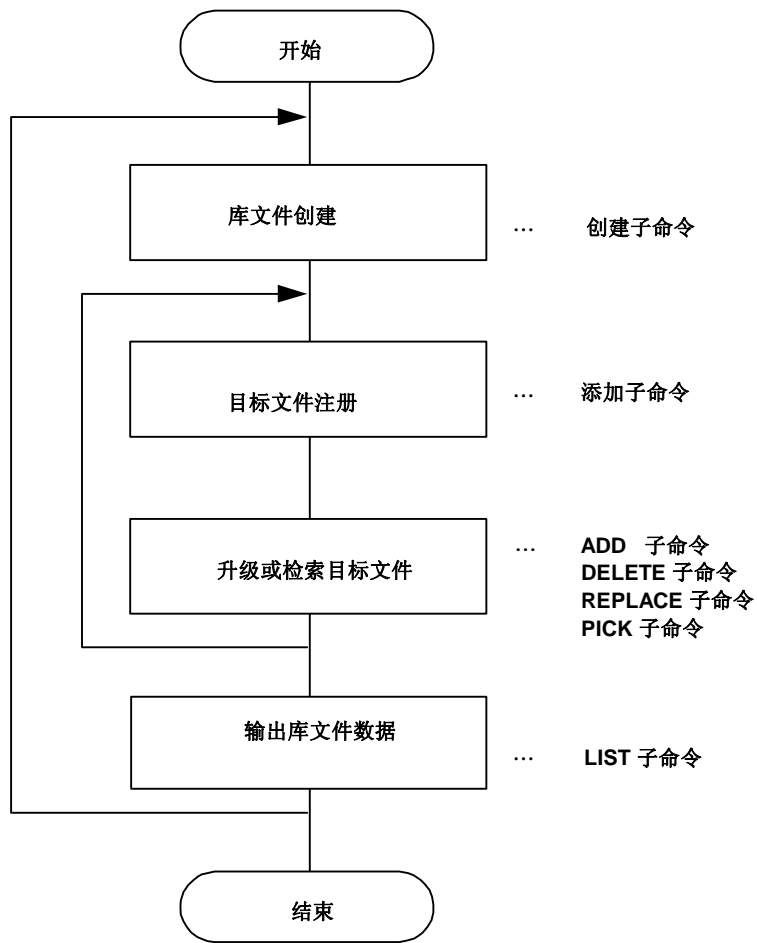 开始
库文件创建
… 创建子命令
目标文件注册
… 添加子命令
升级或检索目标文件
… ADD 子命令
DELETE 子命令
REPLACE 子命令
PICK 子命令
输出库文件数据
… LIST 子命令
结束